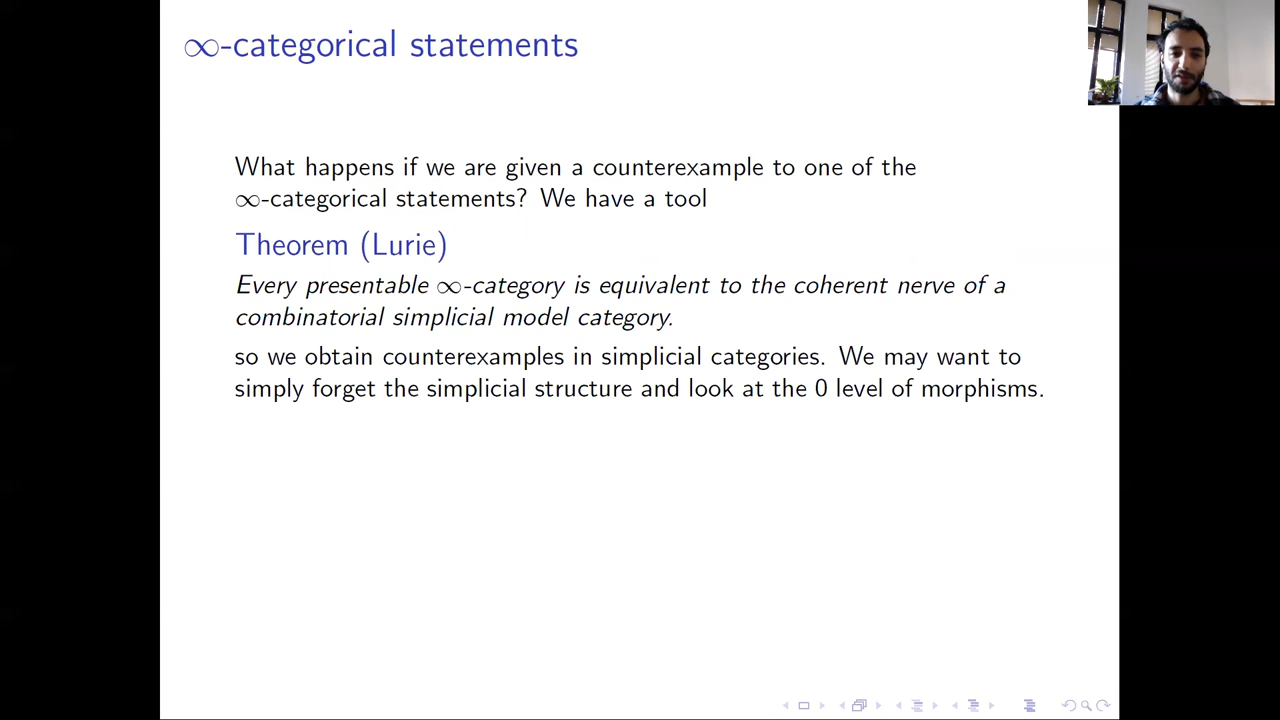 ∞-categorical statements
What happens if we are given a counterexample to one of the
∞-categorical statements? We have a tool
Theorem (Lurie)
Every presentable ∞-category is equivalent to the coherent nerve of a
combinatorial simplicial model category.
so we obtain counterexamples in simplicial categories. We may want to
simply forget the simplicial structure and look at the 0 level of morphisms.